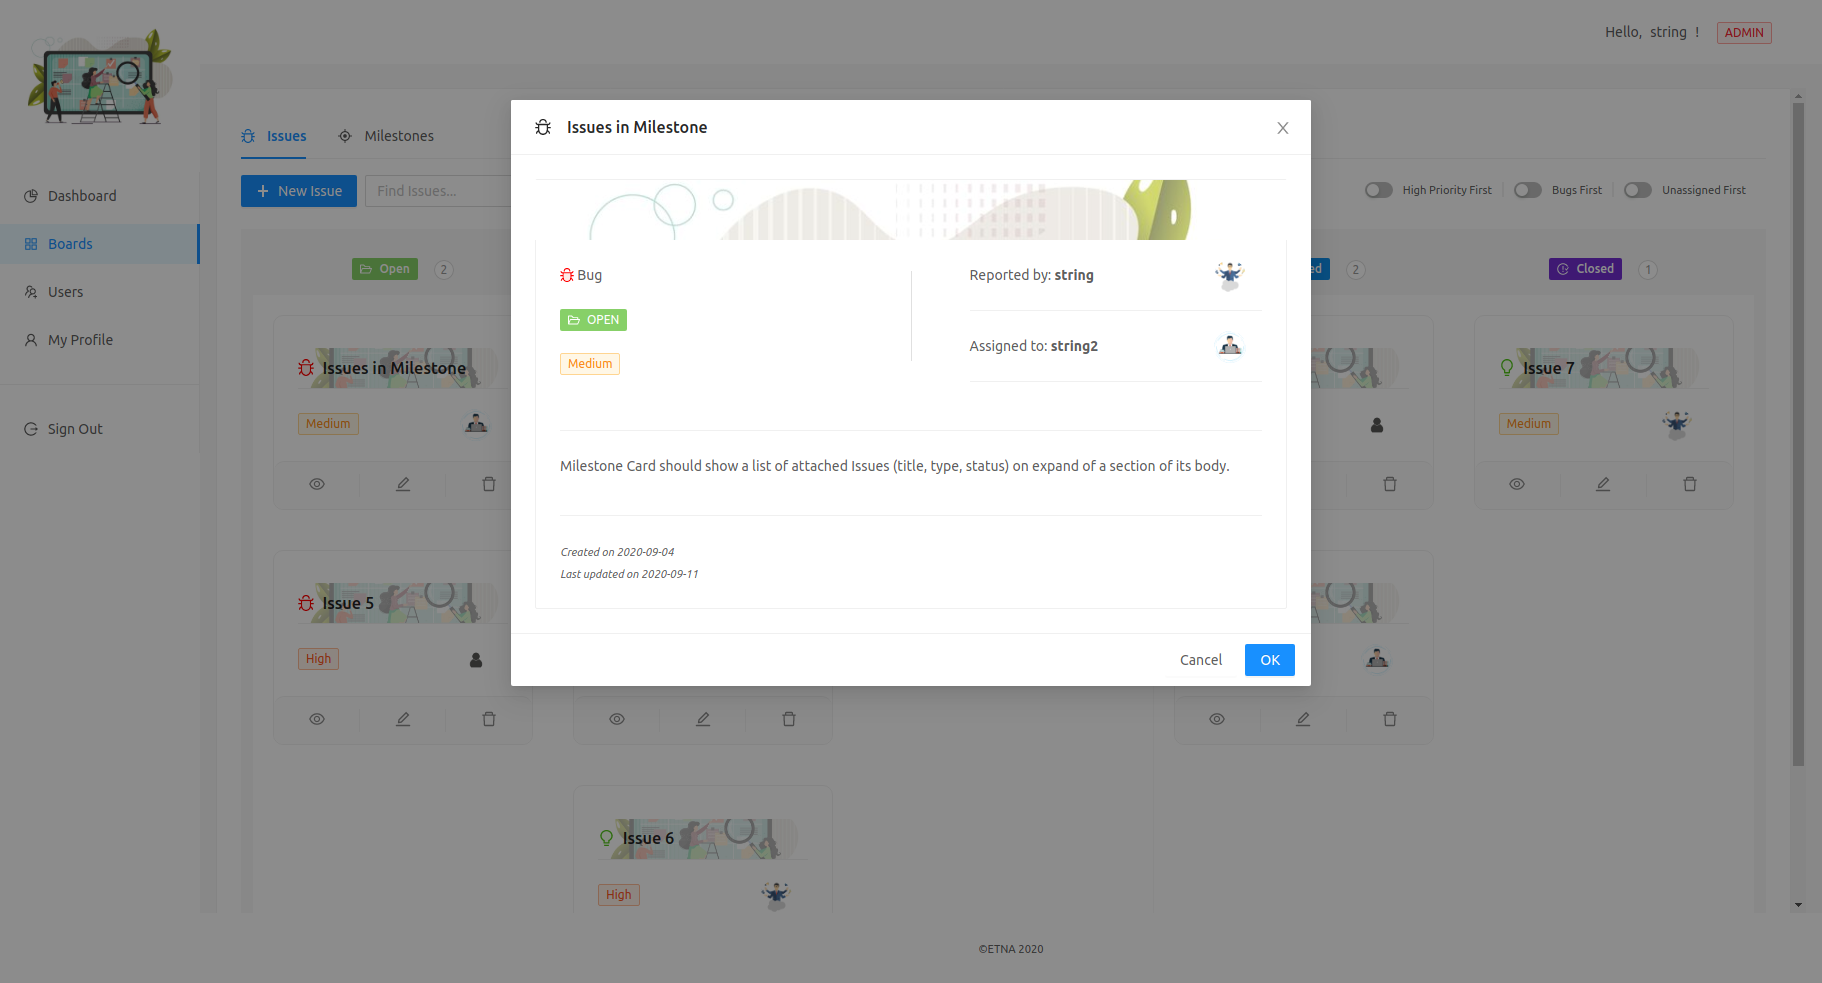 Hello, string !
ADMIN
Issues
Milestones
New Issue
Find Issues...
High Priority First
Bugs First
Unassigned First
Dashboard
Boards
Users
My Profile
Sign Out
Open 2
ed 2
Closed 1
Issues in Milestone
Medium
Issue 5
High
Issue 6
High
Issue 7
Medium
Issues in Milestone
Bug
OPEN
Medium
Reported by: string
Assigned to: string2
Milestone Card should show a list of attached Issues (title, type, status) on expand of a section of its body.
Created on 2020-09-04
Last updated on 2020-09-11
Cancel
OK
©ETNA 2020